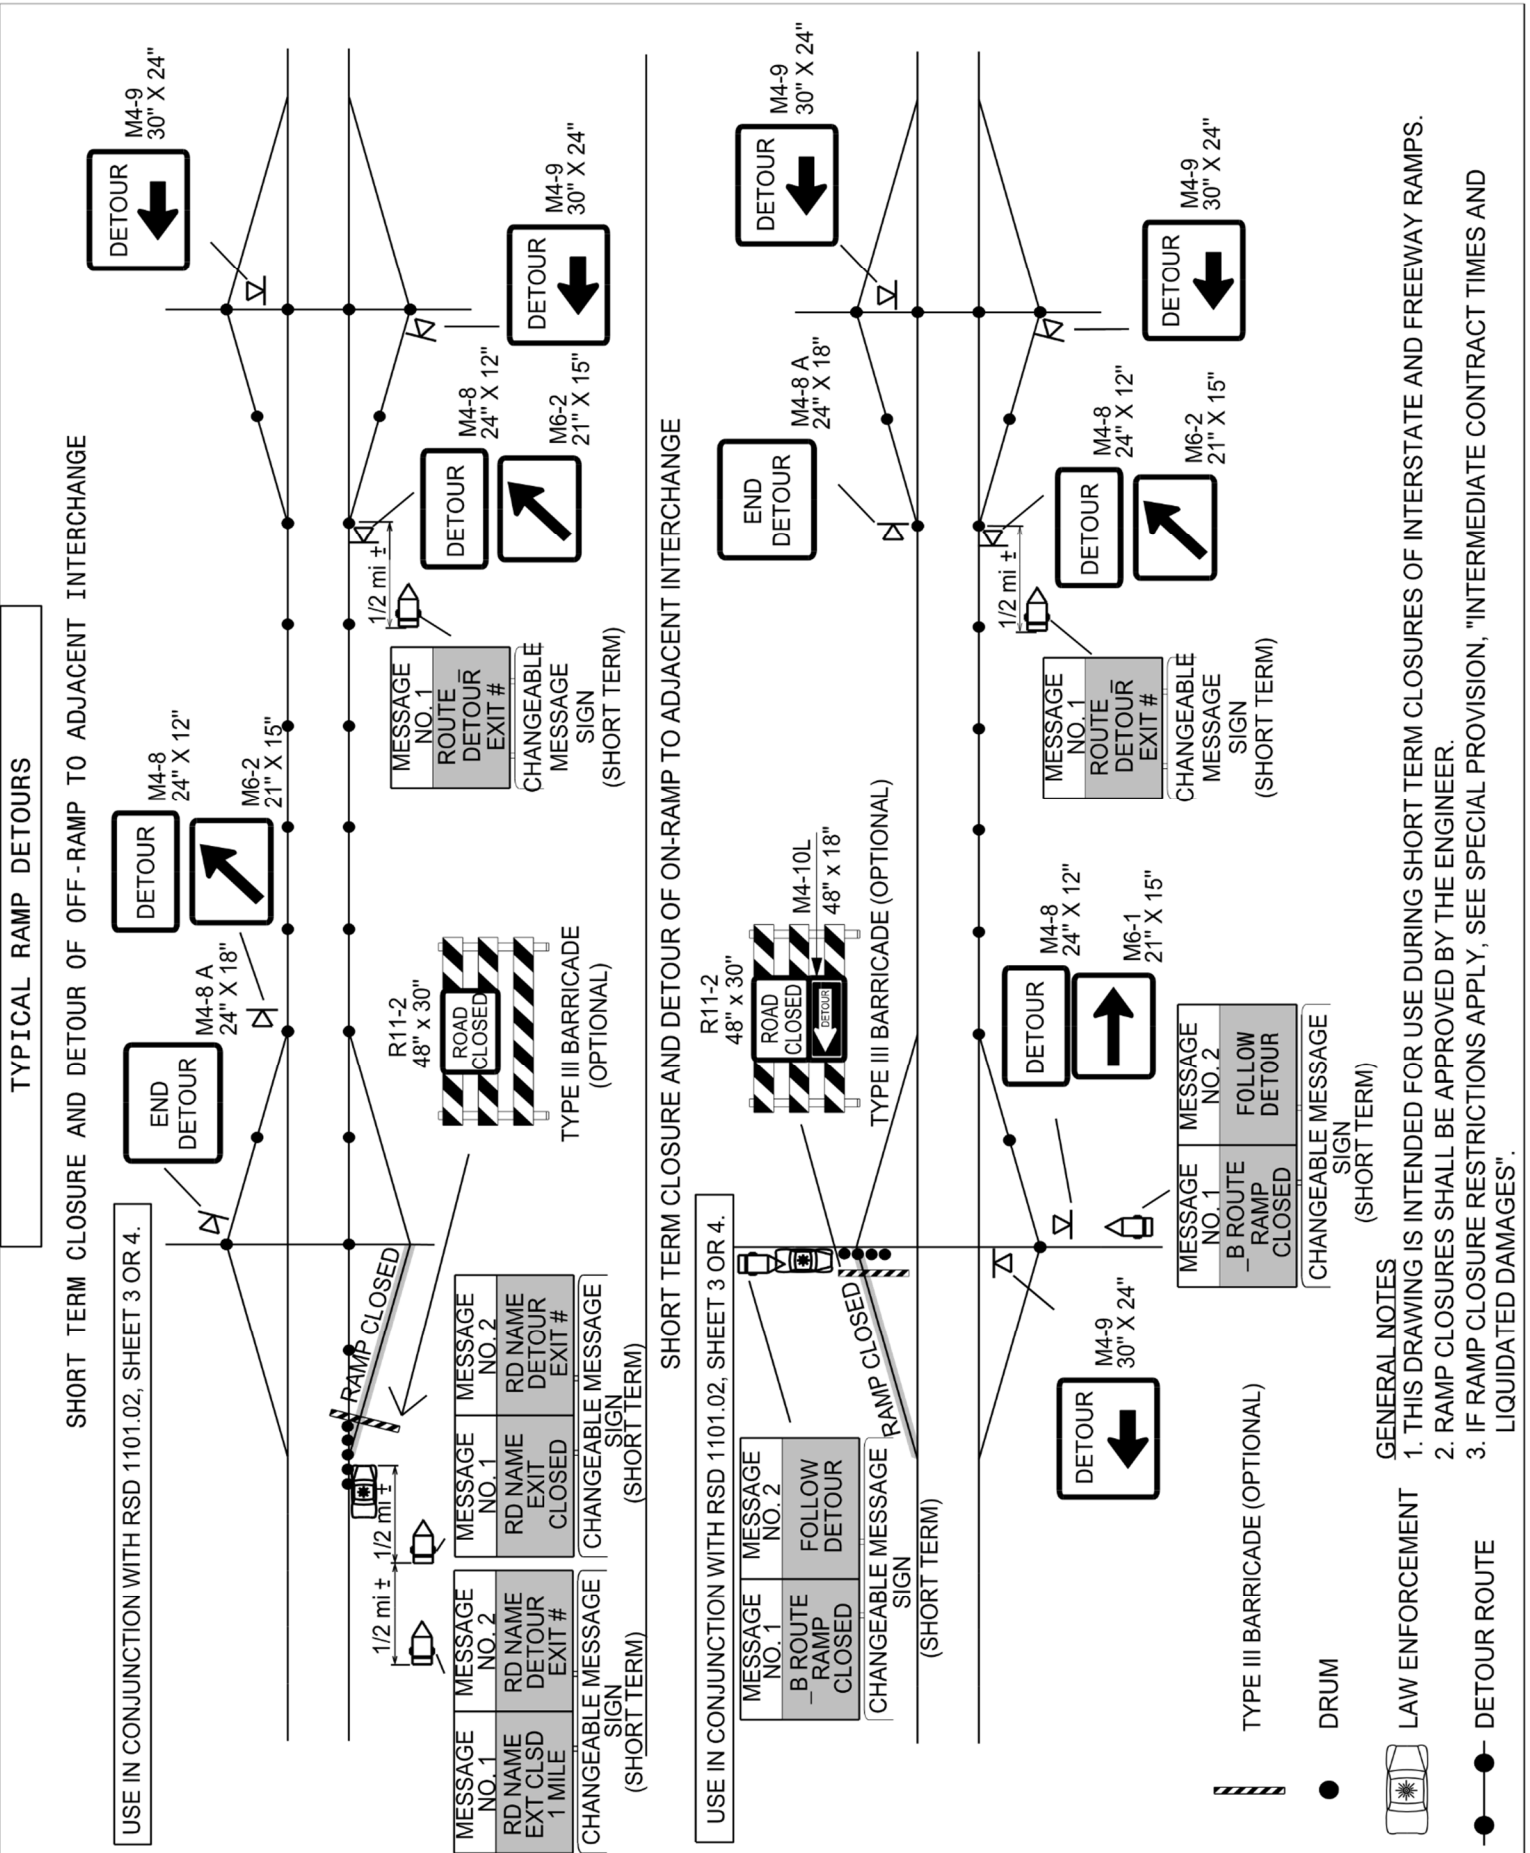 TYPICAL RAMP DETOURS
SHORT TERM CLOSURE AND DETOUR OF OFF-RAMP TO ADJACENT INTERCHANGE
USE IN CONJUNCTION WITH RSD 1101.02, SHEET 3 OR 4.
END
DETOUR
M4-8 A
24" X 18"
DETOUR
M4-8
24" X 12"
M6-2
21" X 15"
DETOUR
M4-9
30" X 24"
RAMP CLOSED
1/2 mi ±
1/2 mi ±
MESSAGE
NO. 1
RD NAME
EXT CLSD
1 MILE
MESSAGE
NO. 2
RD NAME
DETOUR
EXIT #
CHANGEABLE MESSAGE
SIGN
(SHORT TERM)
MESSAGE
NO. 1
RD NAME
EXIT
CLOSED
MESSAGE
NO. 2
RD NAME
DETOUR
EXIT #
CHANGEABLE MESSAGE
SIGN
(SHORT TERM)
R11-2
48" x 30"
ROAD
CLOSED
TYPE III BARRICADE
(OPTIONAL)
1/2 mi ±
MESSAGE
NO. 1
ROUTE _
DETOUR
EXIT #
CHANGEABLE
MESSAGE
SIGN
(SHORT TERM)
DETOUR
M4-8
24" X 12"
M6-2
21" X 15"
DETOUR
M4-9
30" X 24"
SHORT TERM CLOSURE AND DETOUR OF ON-RAMP TO ADJACENT INTERCHANGE
USE IN CONJUNCTION WITH RSD 1101.02, SHEET 3 OR 4.
MESSAGE
NO. 1
_B ROUTE
RAMP
CLOSED
MESSAGE
NO. 2
FOLLOW
DETOUR
CHANGEABLE MESSAGE
SIGN
(SHORT TERM)
RAMP CLOSED
R11-2
48" x 30"
ROAD
CLOSED
DETOUR
M4-10L
48" x 18"
TYPE III BARRICADE (OPTIONAL)
END
DETOUR
M4-8 A
24" X 18"
DETOUR
M4-9
30" X 24"
DETOUR
M4-9
30" X 24"
MESSAGE
NO. 1
_B ROUTE
RAMP
CLOSED
MESSAGE
NO. 2
FOLLOW
DETOUR
CHANGEABLE MESSAGE
SIGN
(SHORT TERM)
DETOUR
M4-8
24" X 12"
M6-1
21" X 15"
1/2 mi ±
MESSAGE
NO. 1
ROUTE _
DETOUR
EXIT #
CHANGEABLE
MESSAGE
SIGN
(SHORT TERM)
DETOUR
M4-8
24" X 12"
M6-2
21" X 15"
DETOUR
M4-9
30" X 24"
TYPE III BARRICADE (OPTIONAL)
DRUM
LAW ENFORCEMENT
DETOUR ROUTE
GENERAL NOTES
1. THIS DRAWING IS INTENDED FOR USE DURING SHORT TERM CLOSURES OF INTERSTATE AND FREEWAY RAMPS.
2. RAMP CLOSURES SHALL BE APPROVED BY THE ENGINEER.
3. IF RAMP CLOSURE RESTRICTIONS APPLY, SEE SPECIAL PROVISION, "INTERMEDIATE CONTRACT TIMES AND
LIQUIDATED DAMAGES".